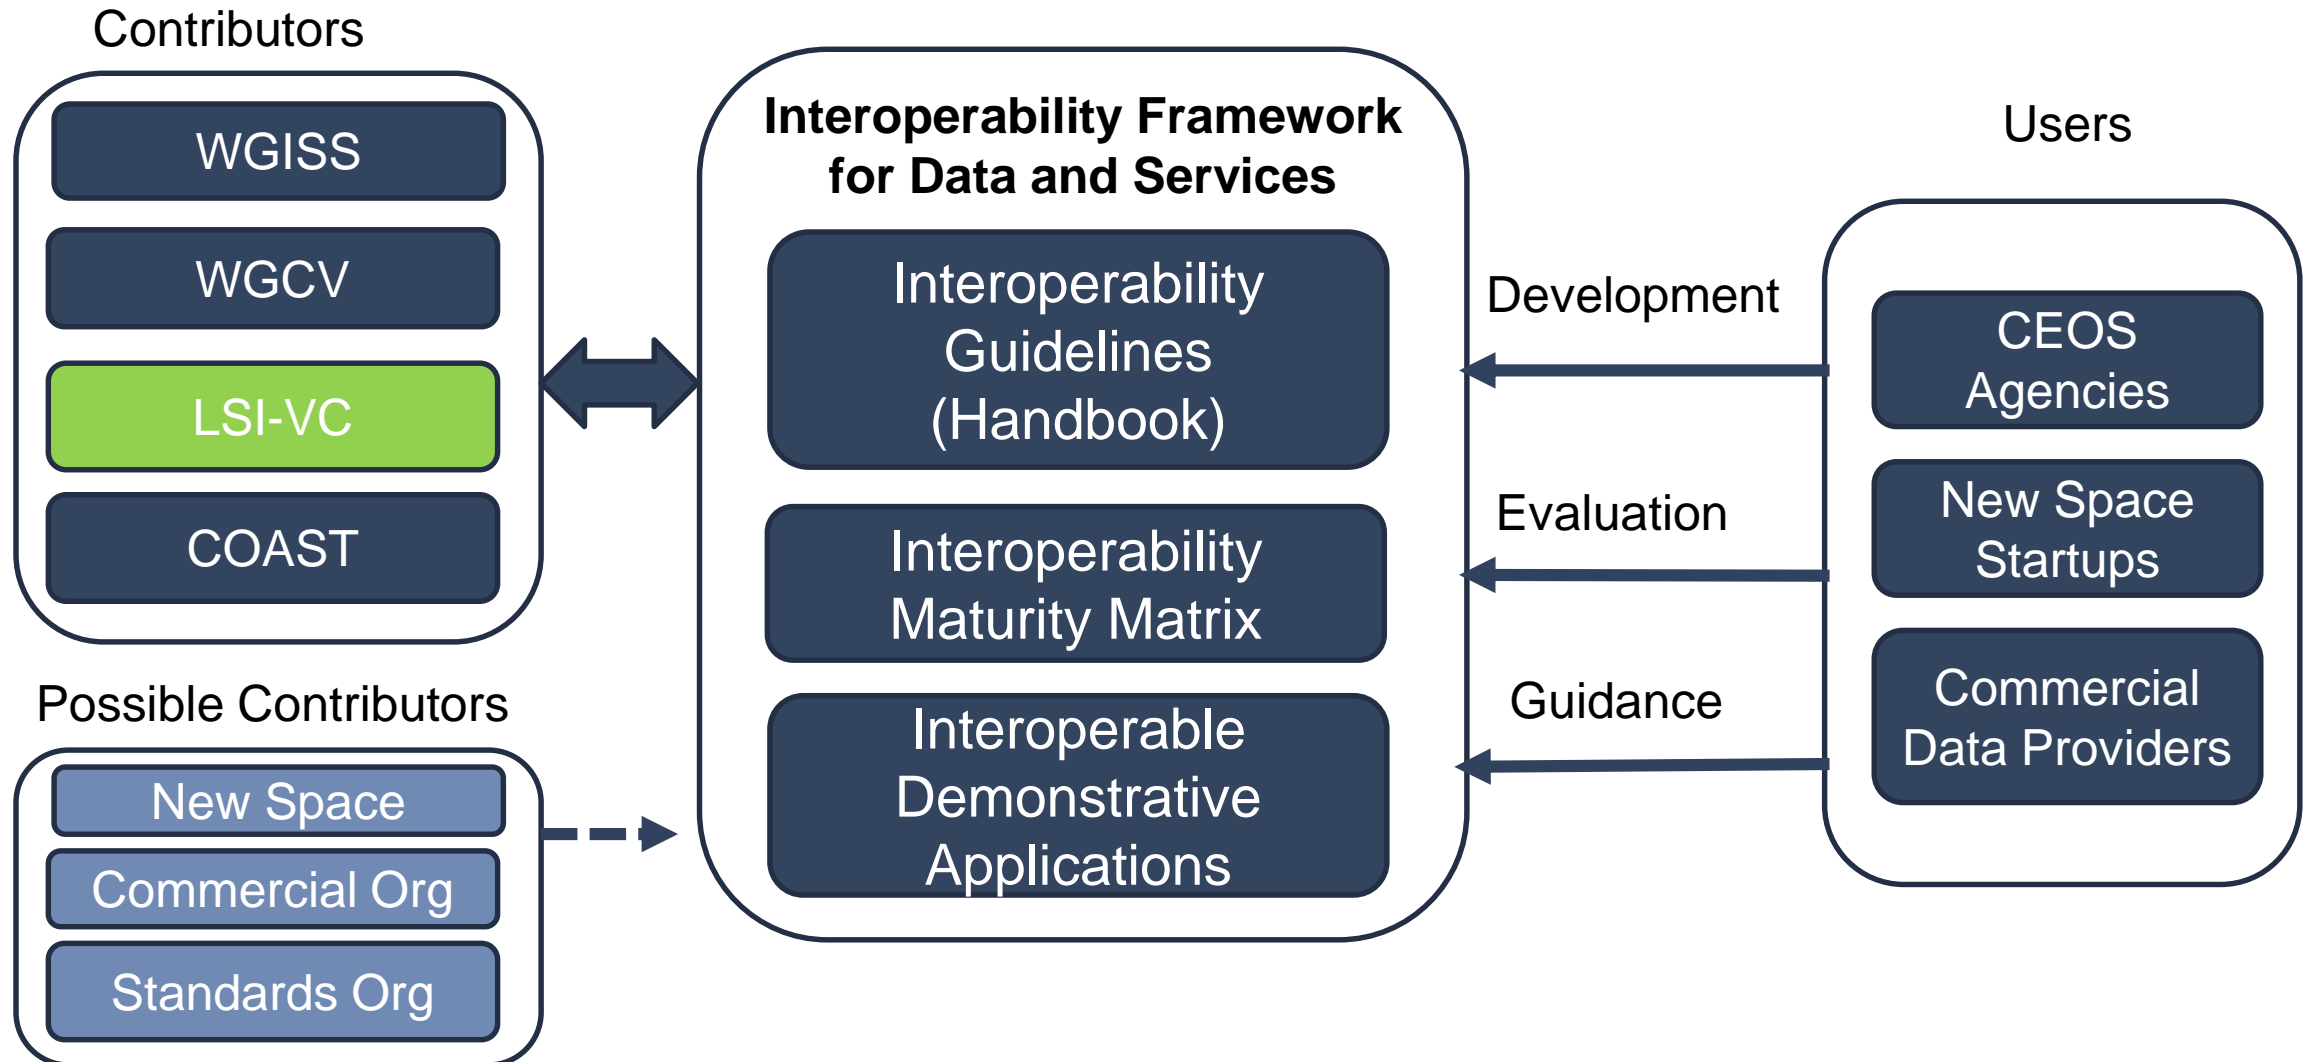 Contributors
WGISS
WGCV
LSI-VC
COAST
Possible Contributors
New Space
Commercial Org
Standards Org
Interoperability Framework
for Data and Services
Interoperability
Guidelines
(Handbook)
Interoperability
Maturity Matrix
Interoperable
Demonstrative
Applications
Development
Evaluation
Guidance
Users
CEOS
Agencies
New Space
Startups
Commercial
Data Providers